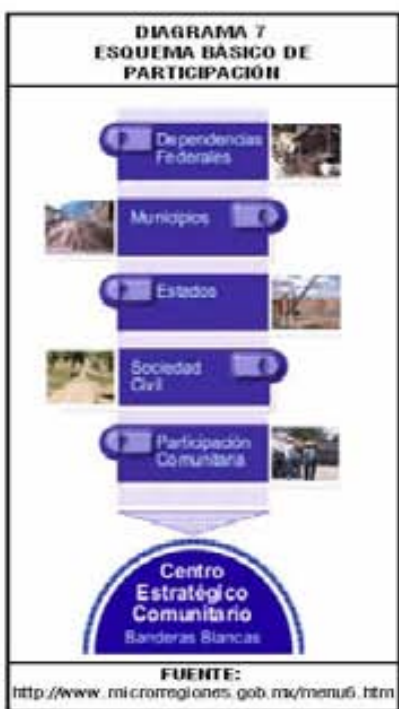 DIAGRAMA 7
ESQUEMA BÁSICO DE
PARTICIPACIÓN
Dependencias
Federales
Municipios
Estados
Sociedad
Civil
Participación
Comunitaria
Centro
Estratégico
Comunitario
Banderas Blancas
FUENTE:
http://www.microrregiones.gob.mx/menu6.htm